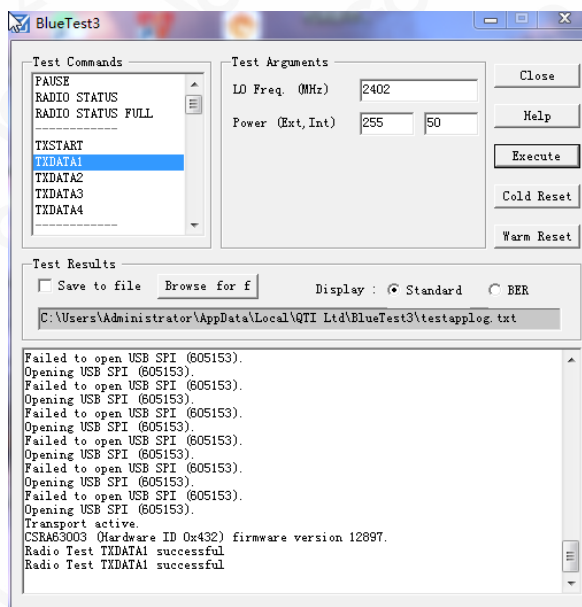 BlueTest3
Test Commands
PAUSE
RADIO STATUS
RADIO STATUS FULL
------------
TXSTART
TXDATA1
TXDATA2
TXDATA3
TXDATA4
------------
Test Arguments
LO Freq. (MHz) 2402
Power (Ext,Int) 255 50
Close
Help
Execute
Cold Reset
Warm Reset
Test Results
Save to file Browse for f Display : Standard BER
C:\Users\Administrator\AppData\Local\QTI Ltd\BlueTest3\testapplog.txt
Failed to open USB SPI (605153).
Opening USB SPI (605153).
Failed to open USB SPI (605153).
Opening USB SPI (605153).
Failed to open USB SPI (605153).
Opening USB SPI (605153).
Failed to open USB SPI (605153).
Opening USB SPI (605153).
Failed to open USB SPI (605153).
Opening USB SPI (605153).
Failed to open USB SPI (605153).
Opening USB SPI (605153).
Transport active.
CSRA63003 (Hardware ID 0x432) firmware version 12897.
Radio Test TXDATA1 successful
Radio Test TXDATA1 successful